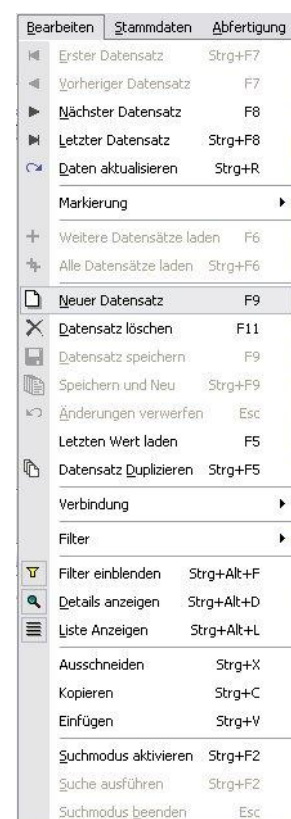 Bearbeiten Stammdaten Abfertigung
Erster Datensatz Strg+F7
Vorheriger Datensatz F7
Nächster Datensatz F8
Letzter Datensatz Strg+F8
Daten aktualisieren Strg+R
Markierung
Weitere Datensätze laden F6
Alle Datensätze laden Strg+F6
Neuer Datensatz F9
Datensatz löschen F11
Datensatz speichern F9
Speichern und Neu Strg+F9
Änderungen verwerfen Esc
Letzten Wert laden F5
Datensatz Duplizieren Strg+F5
Verbindung
Filter
Filter einblenden Strg+Alt+F
Details anzeigen Strg+Alt+D
Liste Anzeigen Strg+Alt+L
Ausschneiden Strg+X
Kopieren Strg+C
Einfügen Strg+V
Suchmodus aktivieren Strg+F2
Suche ausführen Strg+F2
Suchmodus beenden Esc